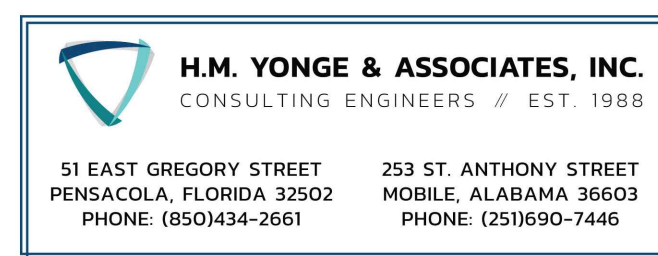 H.M. YONGE & ASSOCIATES, INC.
CONSULTING ENGINEERS // EST. 1988
51 EAST GREGORY STREET
PENSACOLA, FLORIDA 32502
PHONE: (850)434-2661
253 ST. ANTHONY STREET
MOBILE, ALABAMA 36603
PHONE: (251)690-7446